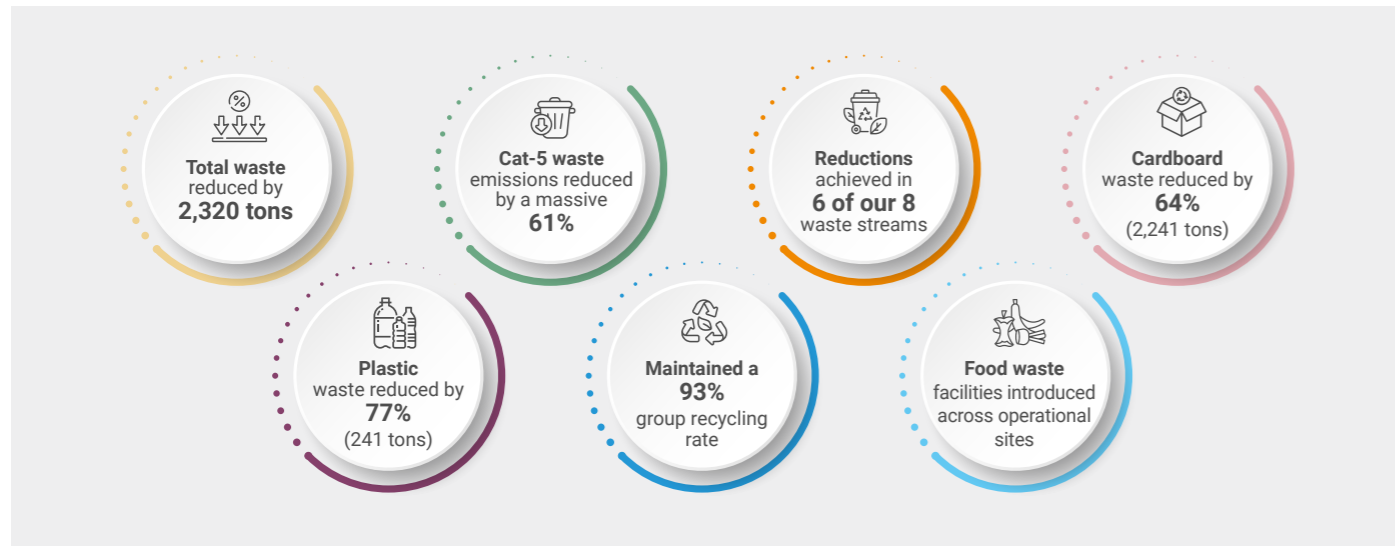 %
Total waste
reduced by
2,320 tons
Cat-5 waste
emissions reduced
by a massive
61%
Reductions
achieved in
6 of our 8
waste streams
Cardboard
waste reduced by
64%
(2,241 tons)
Plastic
waste reduced by
77%
(241 tons)
Maintained a
93%
group recycling
rate
Food waste
facilities introduced
across operational
sites